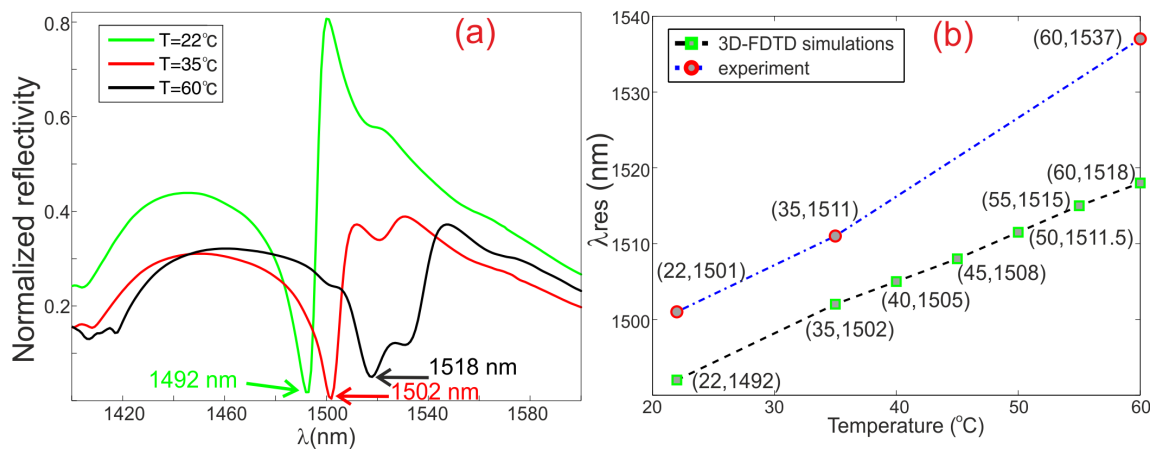 0.8
0.6
0.4
0.2
Normalized reflectivity
T=22°C
T=35°C
T=60°C
(a)
1492 nm
1518 nm
1502 nm
1420
1460
1500
1540
1580
λ(nm)
1540
1530
1520
1510
1500
λres (nm)
3D-FDTD simulations
experiment
(b)
(60,1537)
(35,1511)
(22,1501)
(60,1518)
(55,1515)
(50,1511.5)
(45,1508)
(40,1505)
(35,1502)
(22,1492)
20
30
40
50
60
Temperature (°C)